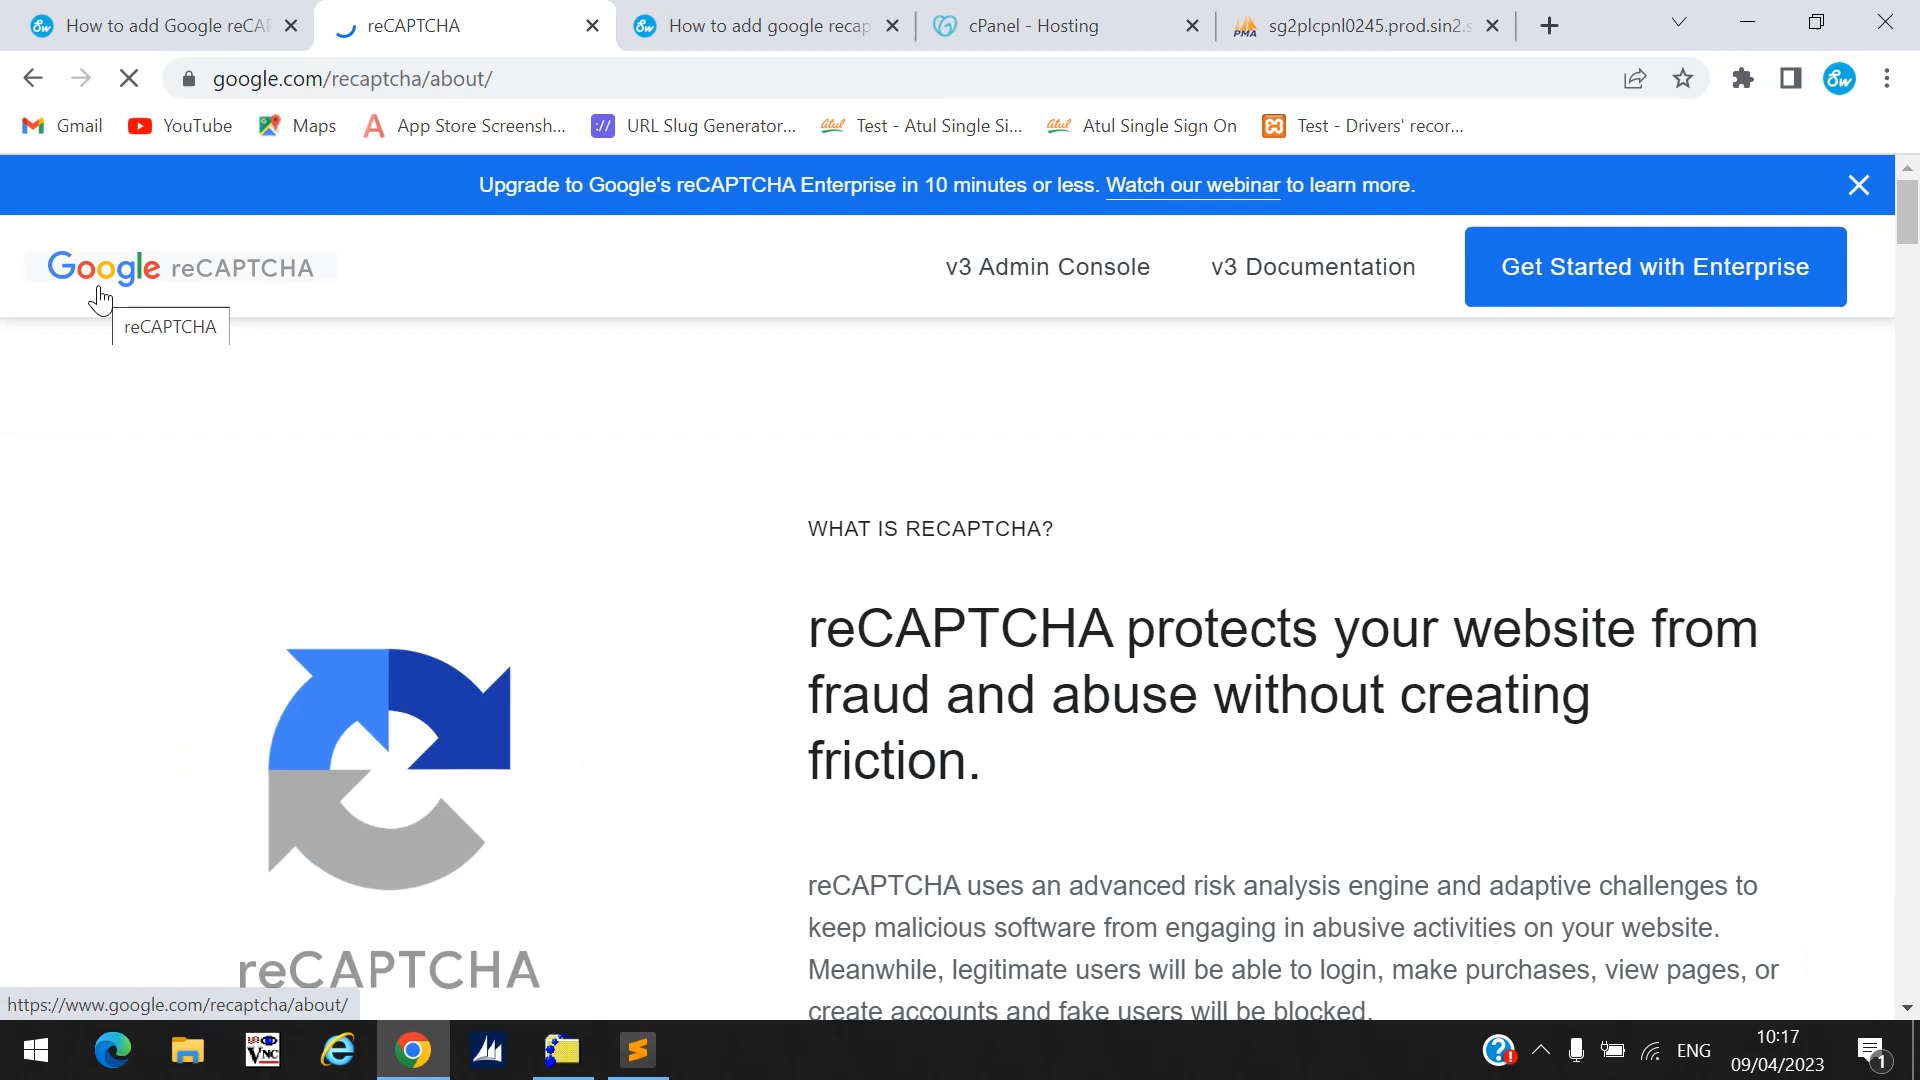 How to add Google reCAP
reCAPTCHA
How to add google recap
cPanel - Hosting
PMA
sg2plcpnl0245.prod.sin2.s
google.com/recaptcha/about/
Sw
Gmail
YouTube
Maps
App Store Screensh...
URL Slug Generator...
Test - Atul Single Si...
Atul Single Sign On
Test - Drivers' recor...
Upgrade to Google's reCAPTCHA Enterprise in 10 minutes or less. Watch our webinar to learn more.
Google reCAPTCHA
v3 Admin Console
v3 Documentation
Get Started with Enterprise
reCAPTCHA
WHAT IS RECAPTCHA?
reCAPTCHA protects your website from
fraud and abuse without creating
friction.
reCAPTCHA uses an advanced risk analysis engine and adaptive challenges to
keep malicious software from engaging in abusive activities on your website.
Meanwhile, legitimate users will be able to login, make purchases, view pages, or
create accounts and fake users will be blocked.
reCAPTCHA
https://www.google.com/recaptcha/about/
ENG
10:17
09/04/2023
1